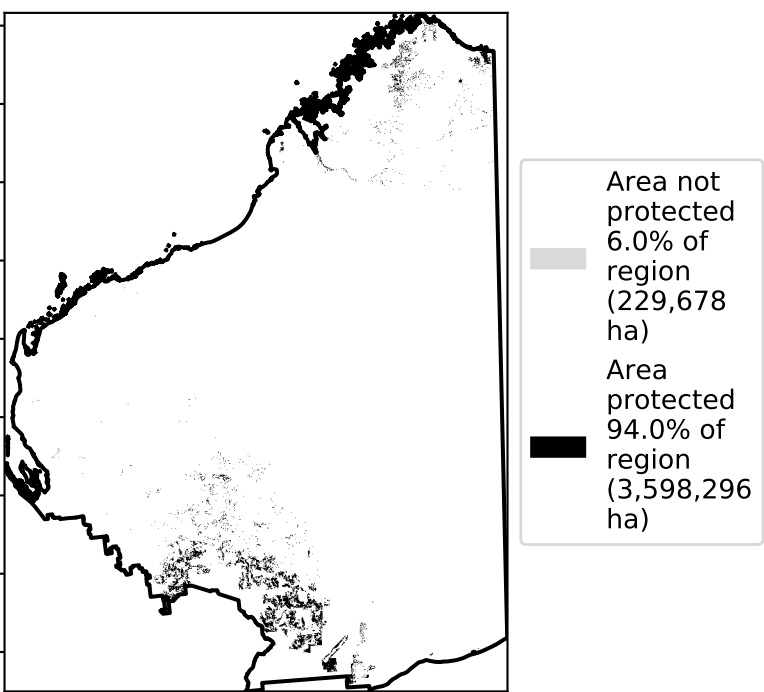 Area not
protected
6.0% of
region
(229,678
ha)
Area
protected
94.0% of
region
(3,598,296
ha)